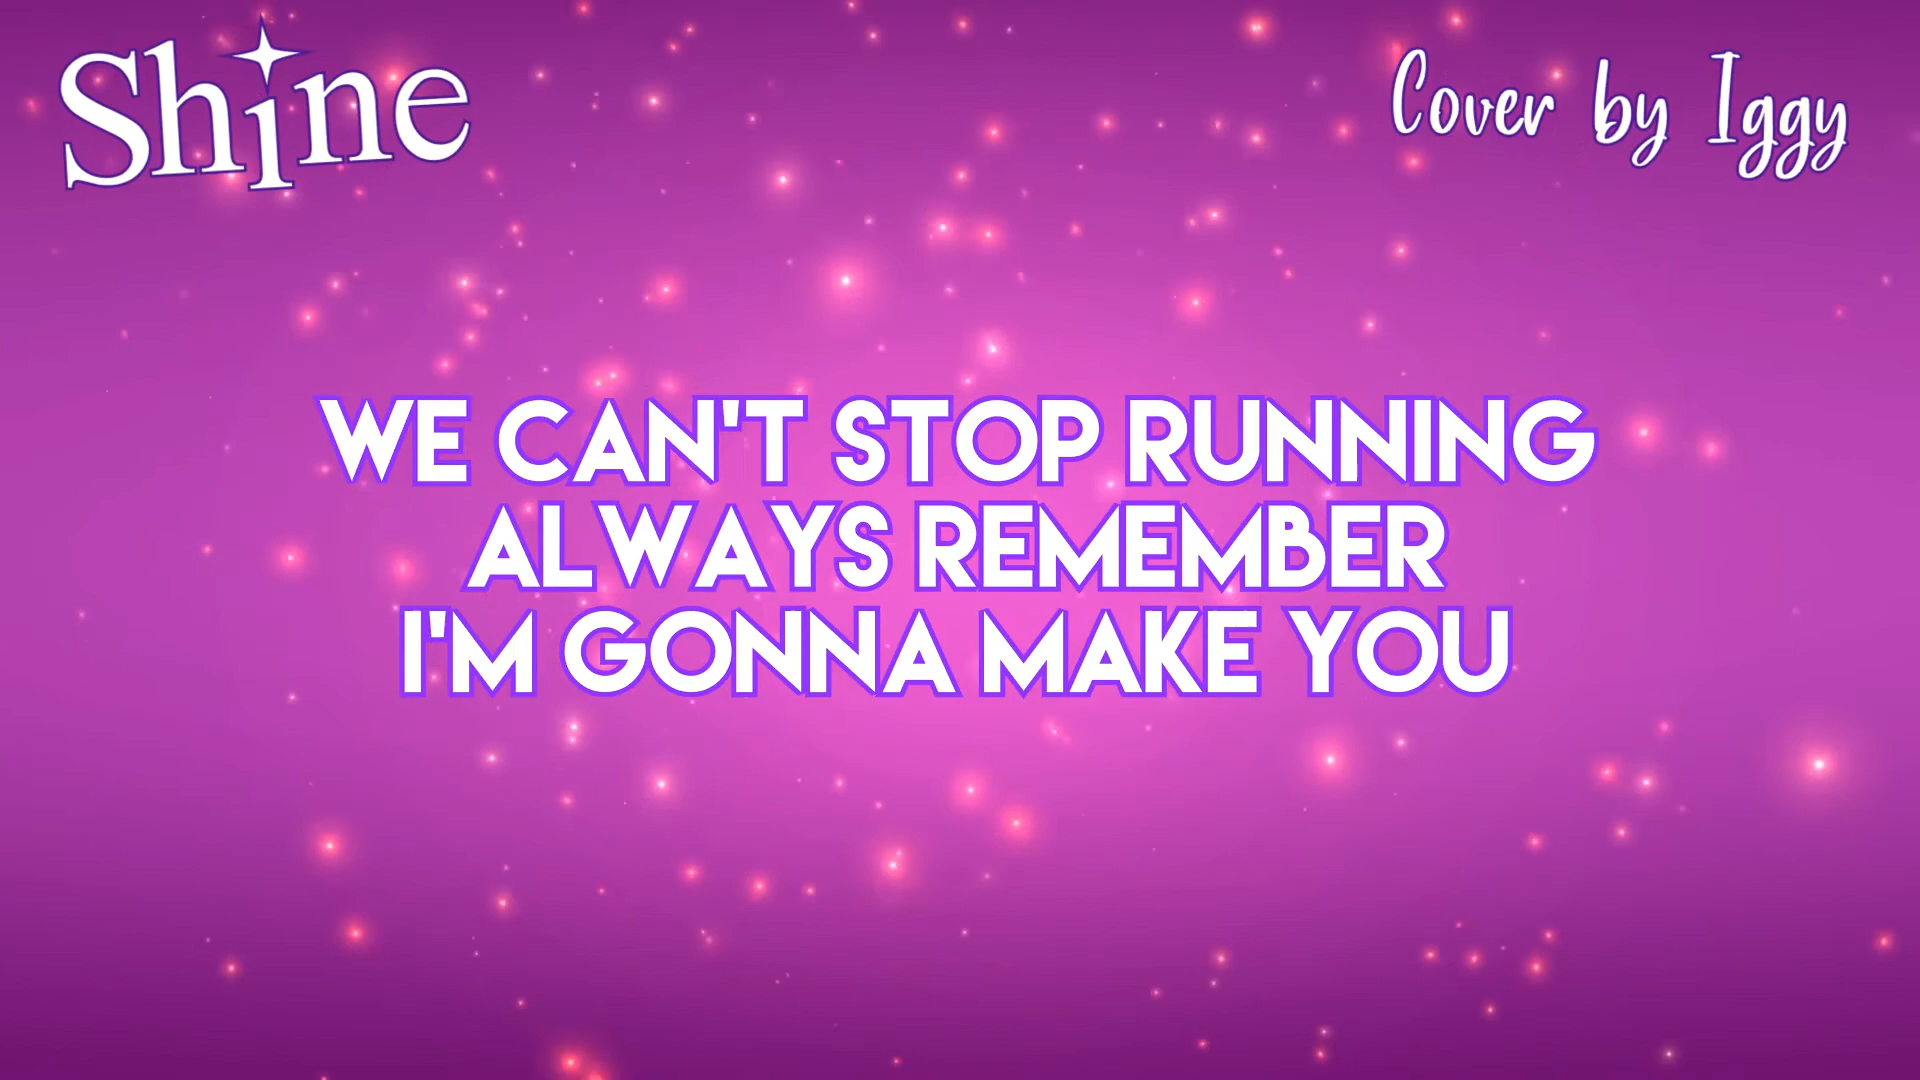 Shine
Cover by Iggy
WE CAN'T STOP RUNNING
ALWAYS REMEMBER
I'M GONNA MAKE YOU